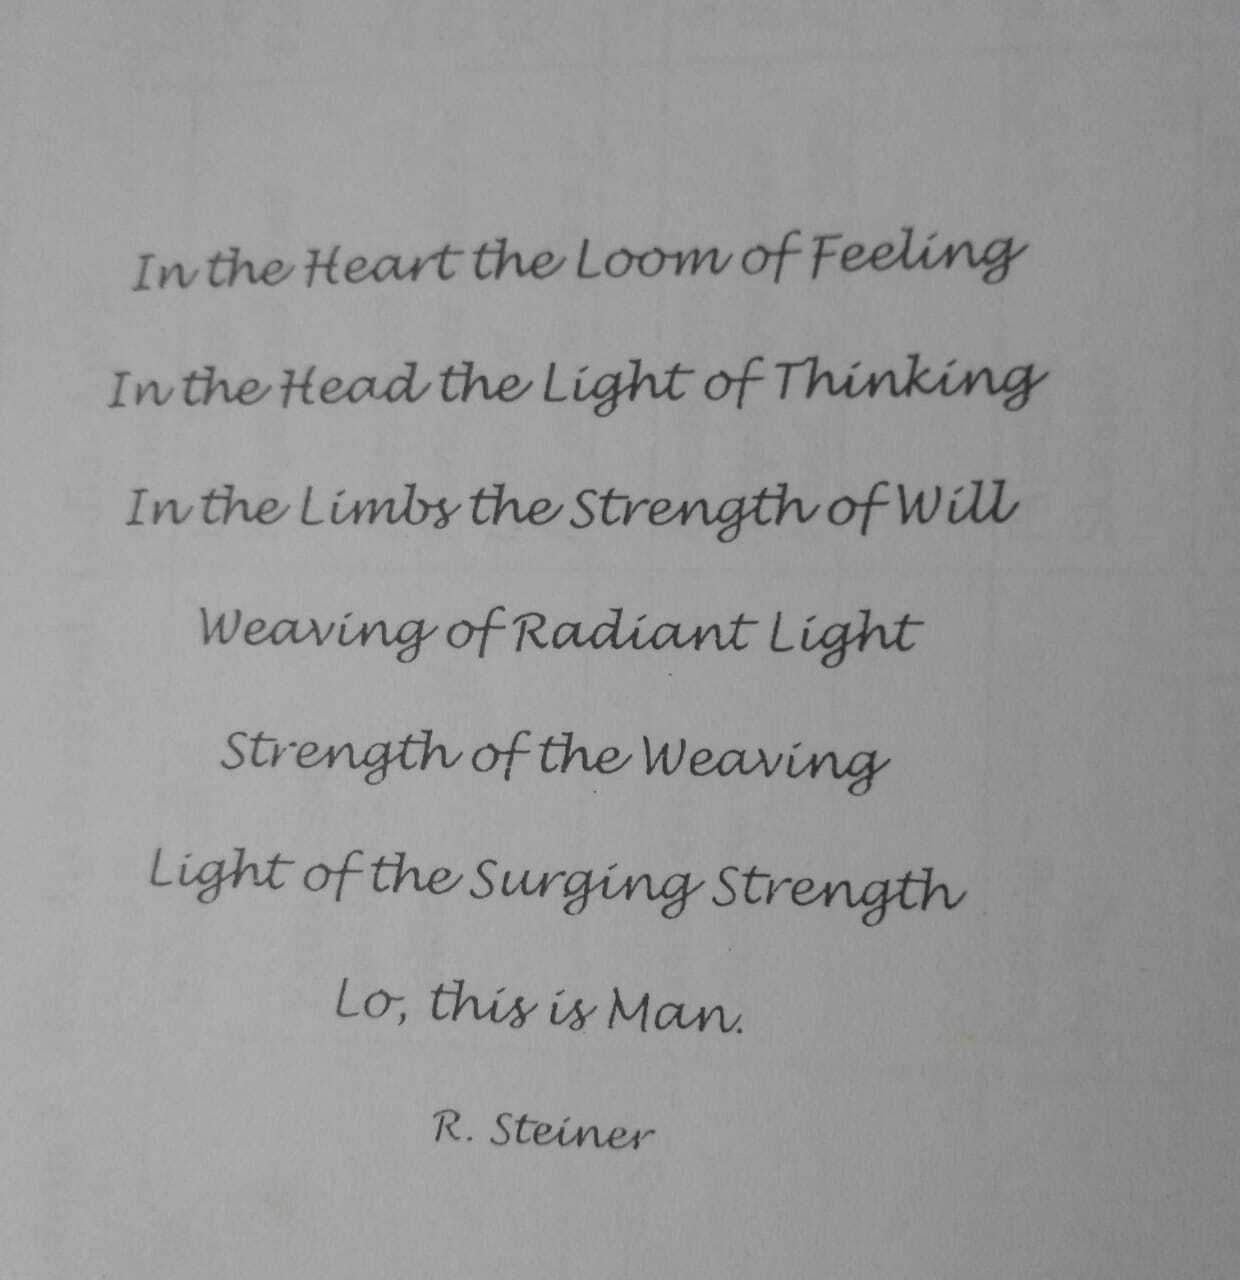 In the Heart the Loom of Feeling
In the Head the Light of Thinking
In the Limbs the Strength of Will
Weaving of Radiant Light
Strength of the Weaving
Light of the Surging Strength
Lo, this is Man.
R. Steiner